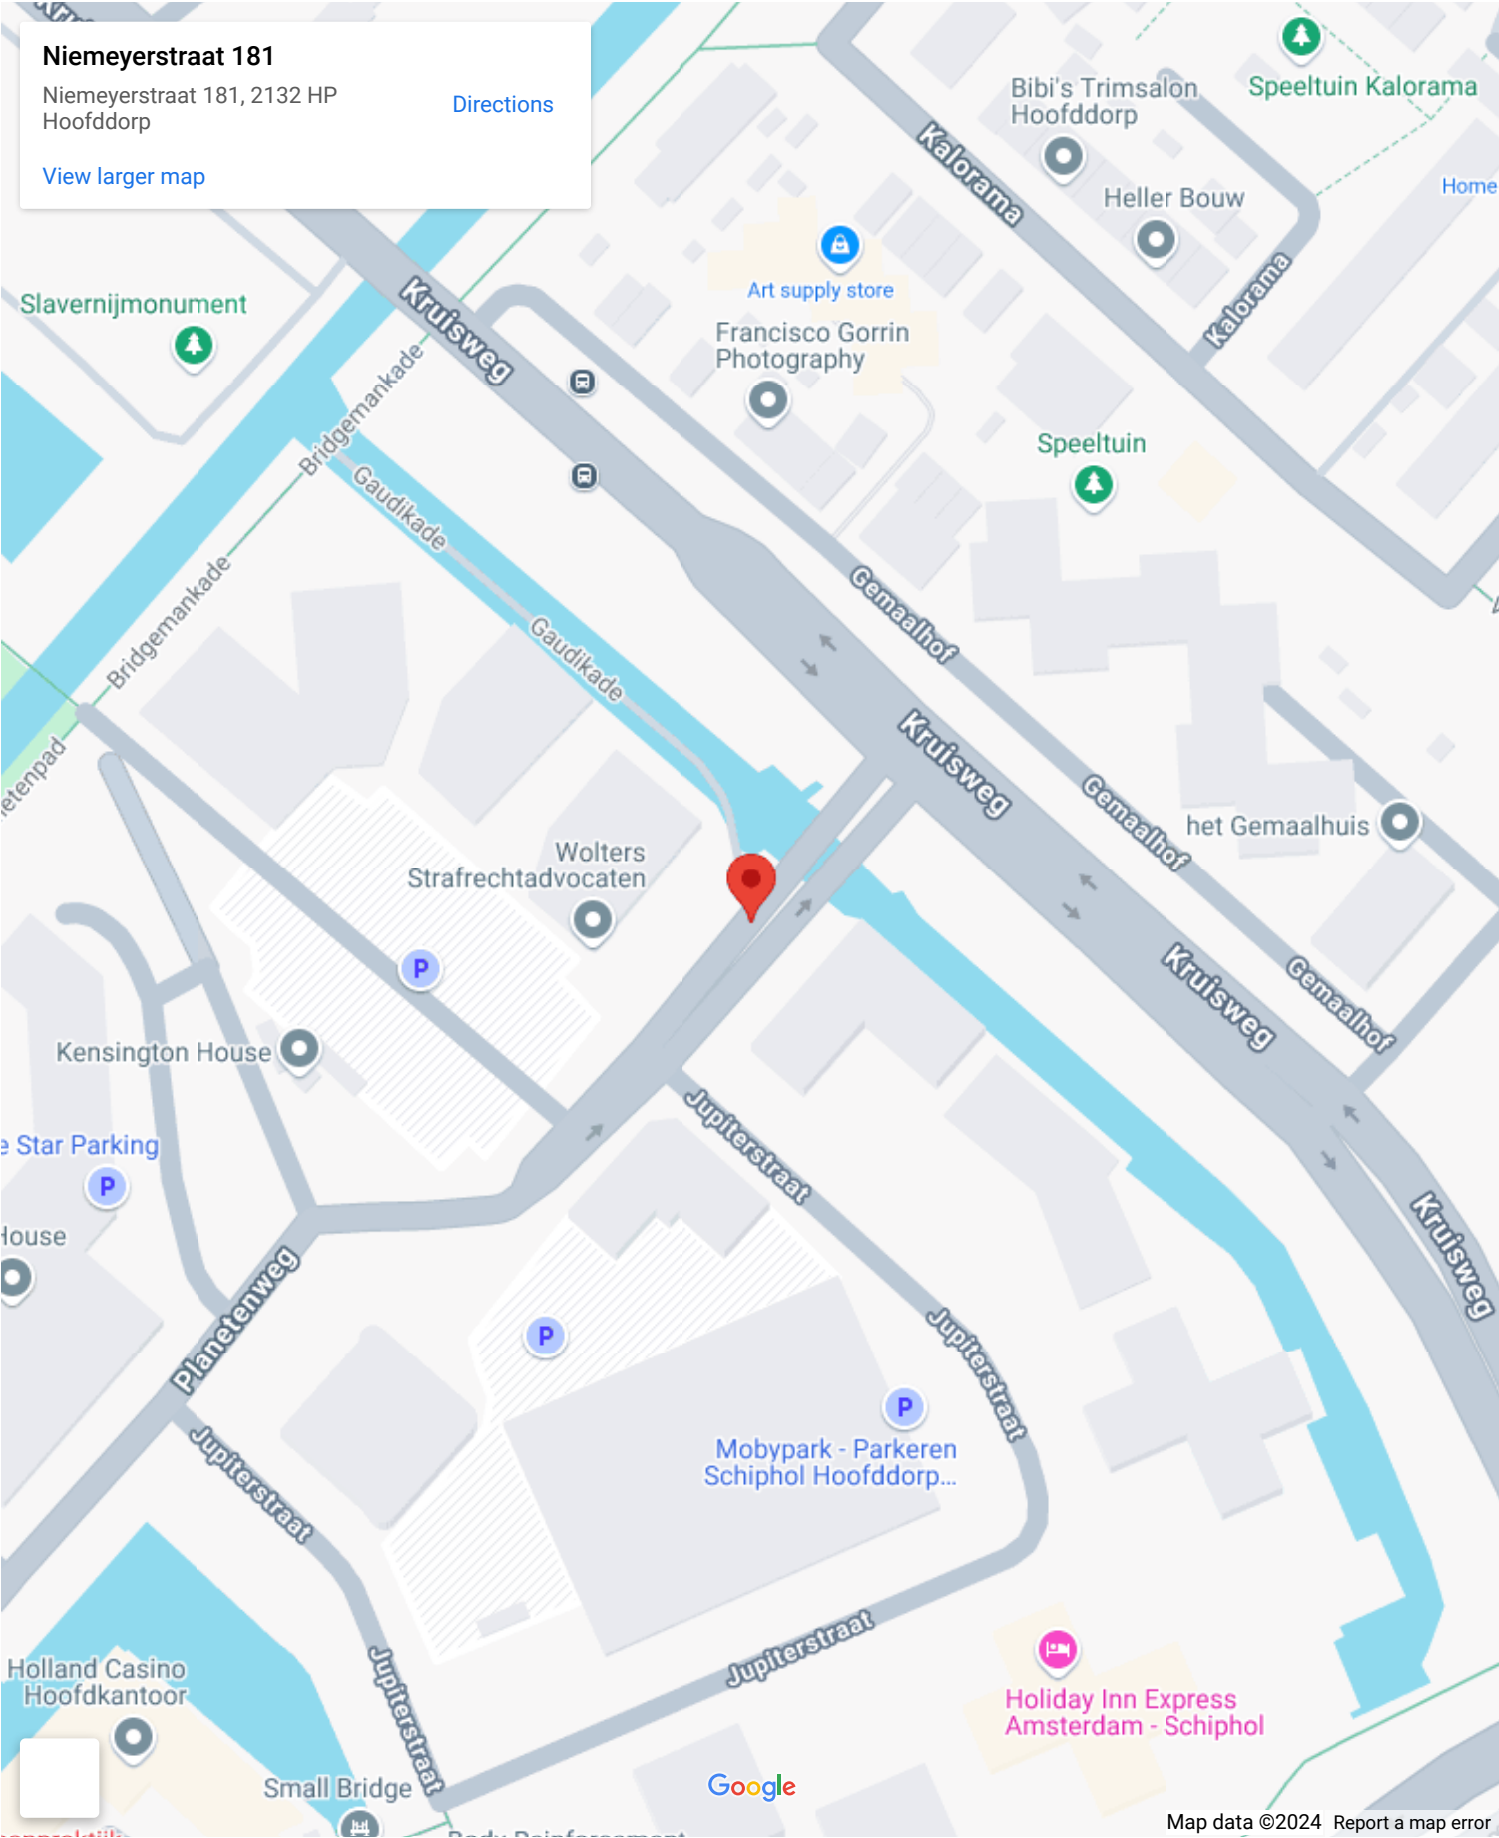 Niemeyerstraat 181
Niemeyerstraat 181, 2132 HP
Hoofddorp
Directions
View larger map
Bibi's Trimsalon
Hoofddorp
Speeltuin Kalorama
Kalorama
Heller Bouw
Home
Kalorama
Art supply store
Slavernijmonument
Kruisweg
Francisco Gorrin
Photography
Bridgemankade
Speeltuin
Gaudikade
Gemaalhof
Bridgemankade
Gaudikade
Kruisweg
Gemaalhof
het Gemaalhuis
etenpad
Wolters
Strafrechtadvocaten
P
Kruisweg
Gemaalhof
Kensington House
Jupiterstraat
e Star Parking
P
House
Planetenweg
Kruisweg
P
Jupiterstraat
P
Mobypark - Parkeren
Schiphol Hoofddorp...
Jupiterstraat
Jupiterstraat
Jupiterstraat
Holland Casino
Hoofdkantoor
Holiday Inn Express
Amsterdam - Schiphol
Small Bridge
Google
Map data ©2024
Report a map error